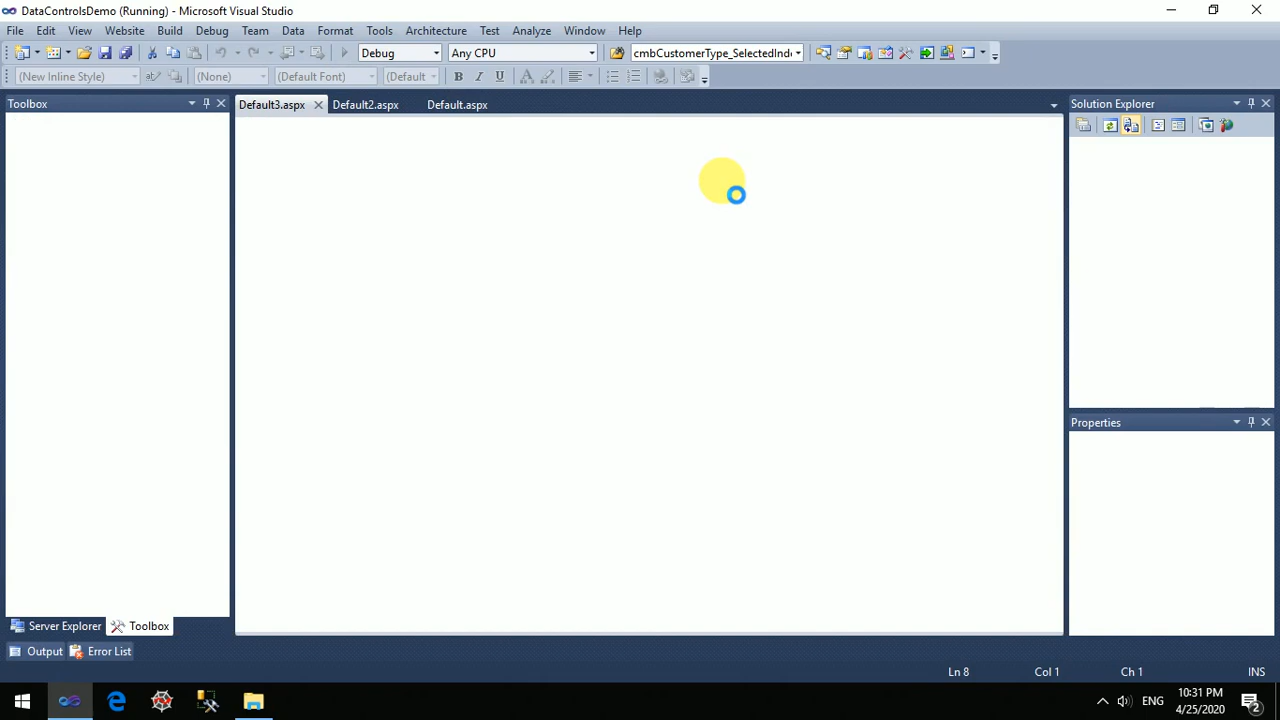 DataControlsDemo (Running) - Microsoft Visual Studio
File Edit View Website Build Debug Team Data Format Tools Architecture Test Analyze Window Help
Debug Any CPU cmbCustomerType_SelectedInd
(New Inline Style) (None) (Default Font) (Default B I U A
Toolbox
Default3.aspx Default2.aspx Default.aspx
Solution Explorer
Properties
Server Explorer Toolbox
Output Error List
Ln 8 Col 1 Ch 1 INS
ENG
10:31 PM
4/25/2020
2